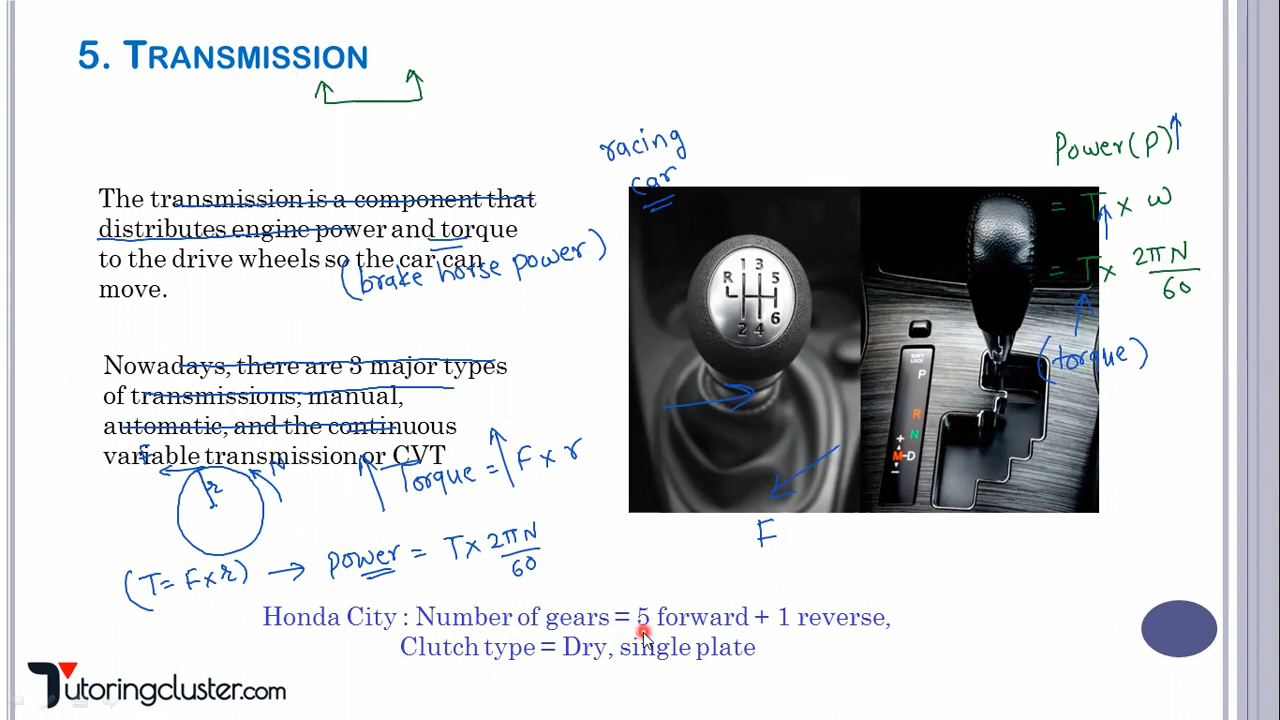 5. TRANSMISSION
The transmission is a component that
distributes engine power and torque
to the drive wheels so the car can
(brake horse power)
move.
Nowadays, there are 3 major types
of transmissions; manual,
automatic, and the continuous
variable transmission or CVT
F
N
r
Torque = F × r
(T = F × r) → power = T × 2πN
60
racing
car
R 1 3 5
2 4 6
SHIFT
LOCK
P
R
N
+
M-D
–
F
Power (P) ↑
= T × ω
= T × 2πN
60
(torque)
Honda City : Number of gears = 5 forward + 1 reverse,
Clutch type = Dry, single plate
Tutoringcluster.com